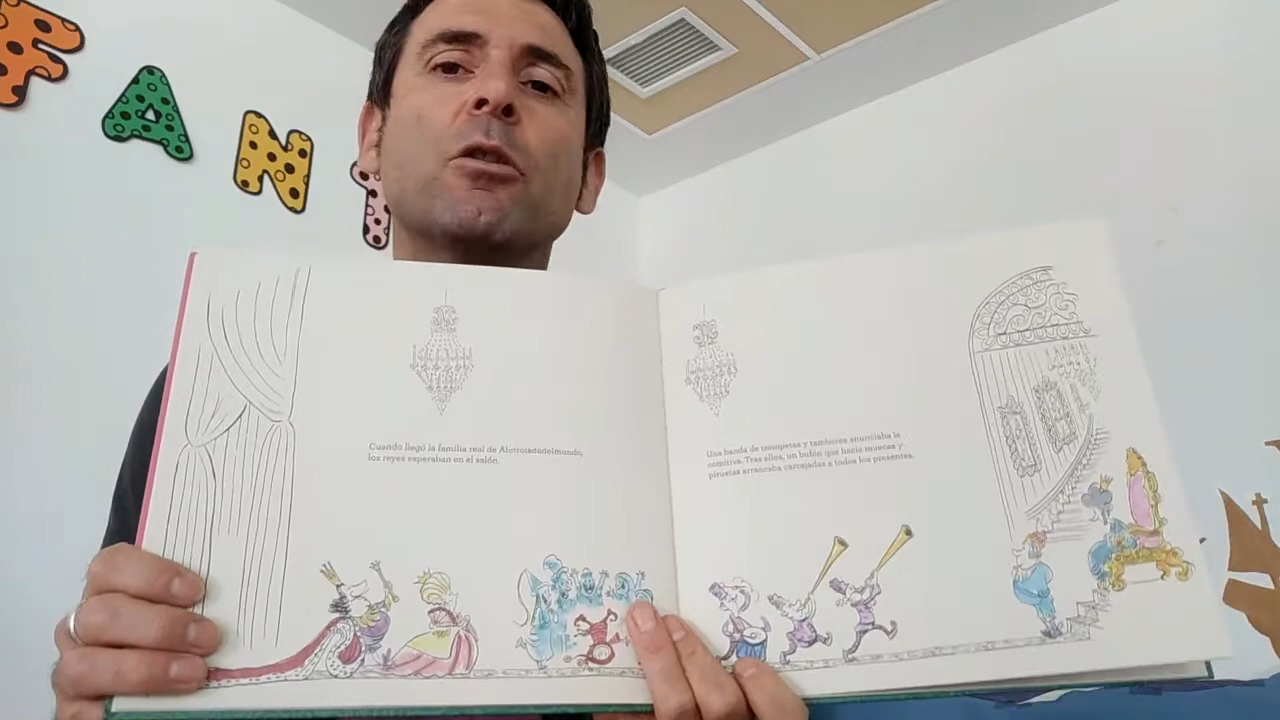 FANT
Cuando llegó la familia real de Alotroladodelmundo,
los reyes esperaban en el salón.
Una banda de trompetas y tambores anunciaba la
comitiva. Tras ellos, un bufón que hacía muecas y
piruetas arrancaba carcajadas a todos los presentes.